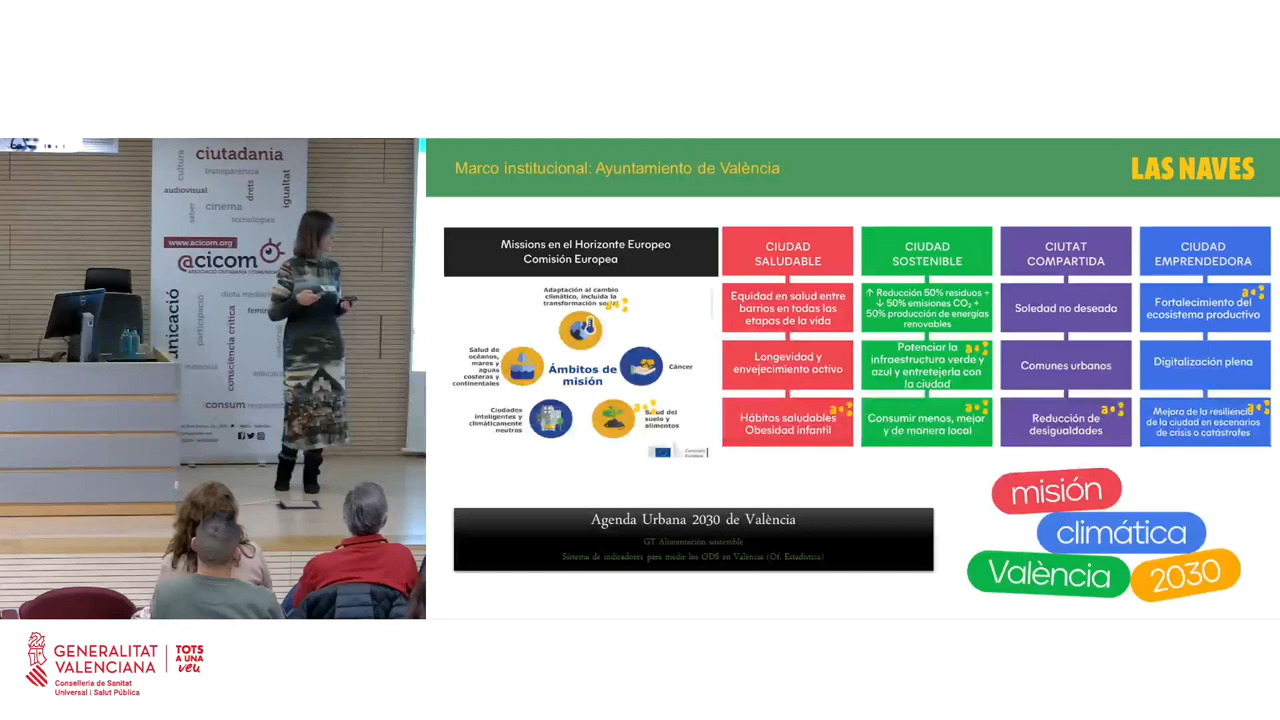 ciutadania
cultura
transparència
audiovisual
drets
igualtat
saber
cinema
tecnologies
www.acicom.org
@acicom
ASSOCIACIÓ CIUTADANIA I COMUNICACIÓ
dieta mediàtica
participació
consciència crítica
consum responsable
Marco institucional: Ayuntamiento de València
LAS NAVES
Missions en el Horizonte Europeo
Comisión Europea
Adaptación al cambio
climático, incluida la
transformación social
Salud de
océanos,
mares y
aguas
costeras y
continentales
Ámbitos de
misión
Cáncer
Ciudades
inteligentes y
climáticamente
neutras
Salud del
suelo y
alimentos
Comisión
Europea
CIUDAD
SALUDABLE
Equidad en salud entre
barrios en todas las
etapas de la vida
Longevidad y
envejecimiento activo
Hábitos saludables
Obesidad infantil
CIUDAD
SOSTENIBLE
↑ Reducción 50% residuos +
↓ 50% emisiones CO₂ +
50% producción de energías
renovables
Potenciar la
infraestructura verde y
azul y entretejerla con
la ciudad
Consumir menos, mejor
y de manera local
CIUTAT
COMPARTIDA
Soledad no deseada
Comunes urbanos
Reducción de
desigualdades
CIUDAD
EMPRENDEDORA
Fortalecimiento del
ecosistema productivo
Digitalización plena
Mejora de la resiliencia
de la ciudad en escenarios
de crisis o catástrofes
Agenda Urbana 2030 de València
GT Alimentación sostenible
Sistema de indicadores para medir los ODS en València (Of. Estadística)
misión
climática
València
2030
GENERALITAT
VALENCIANA
TOTS
A UNA
veu
Conselleria de Sanitat
Universal i Salut Pública